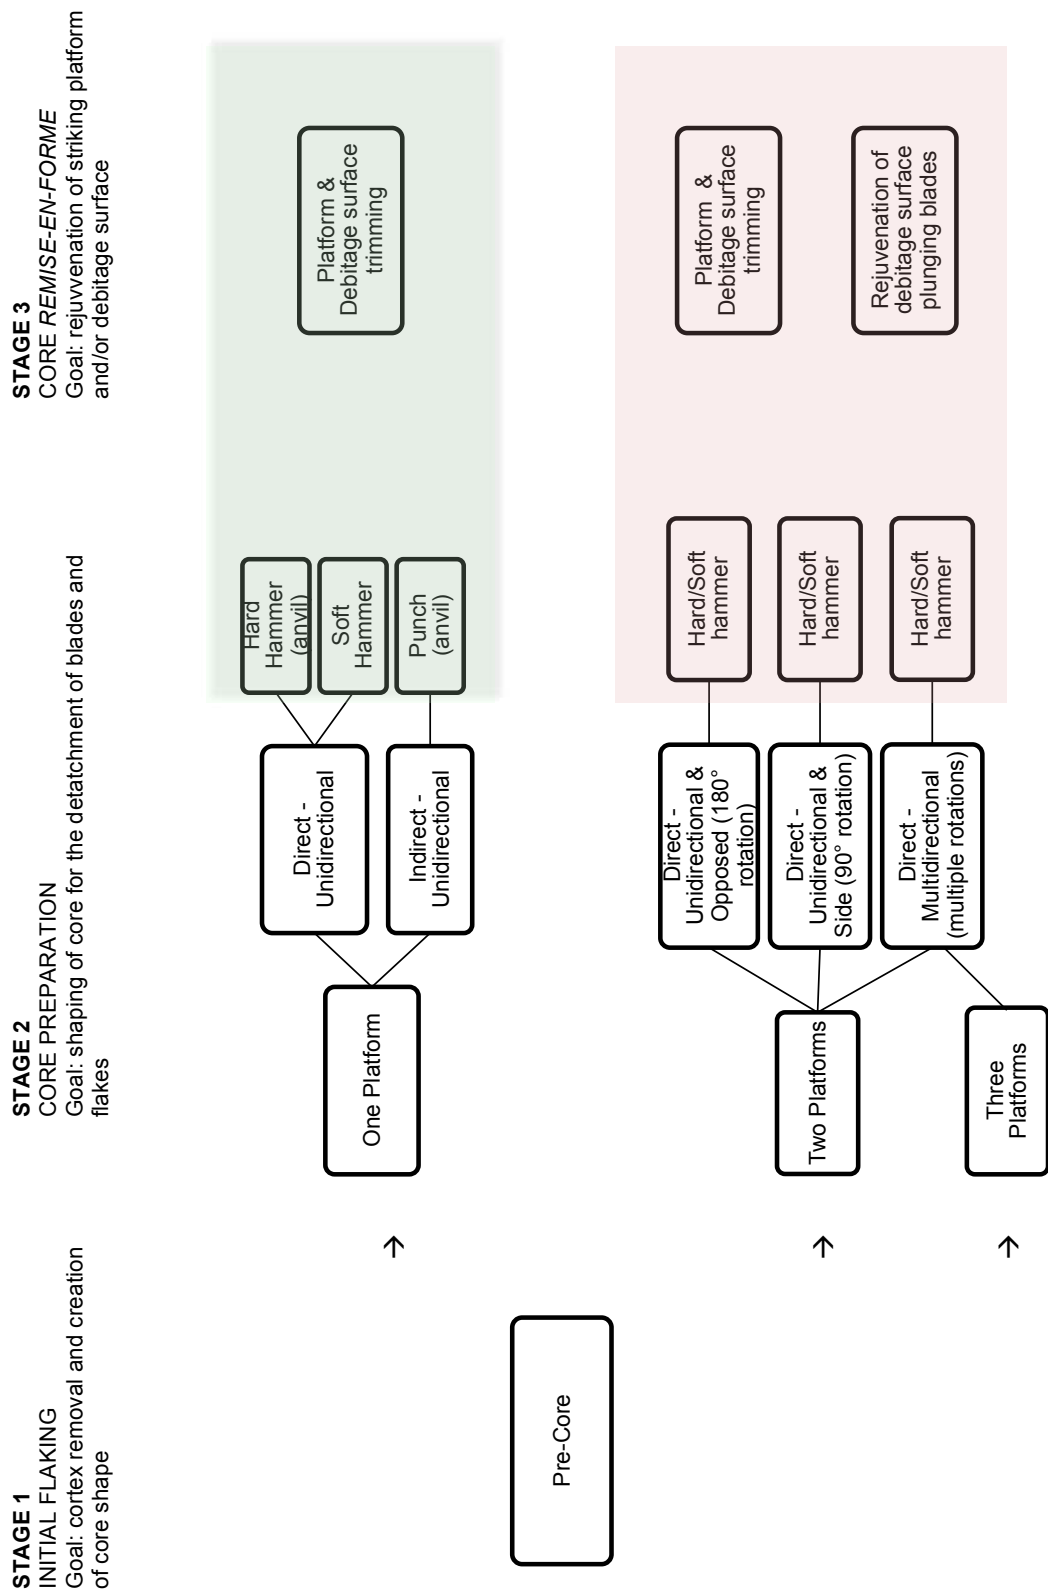 STAGE 1
INITIAL FLAKING
Goal: cortex removal and creation
of core shape
STAGE 2
CORE PREPARATION
Goal: shaping of core for the detatchment of blades and
flakes
STAGE 3
CORE REMISE-EN-FORME
Goal: rejuvvenation of striking platform
and/or debitage surface
Pre-Core
→
→
→
One Platform
Direct -
Unidirectional
Indirect -
Unidirectional
Hard
Hammer
(anvil)
Soft
Hammer
Punch
(anvil)
Platform &
Debitage surface
trimming
Two Platforms
Three
Platforms
Direct -
Unidirectional &
Opposed (180°
rotation)
Direct -
Unidirectional &
Side (90° rotation)
Direct -
Multidirectional
(multiple rotations)
Hard/Soft
hammer
Hard/Soft
hammer
Hard/Soft
hammer
Platform &
Debitage surface
trimming
Rejuvenation of
debitage surface
plunging blades